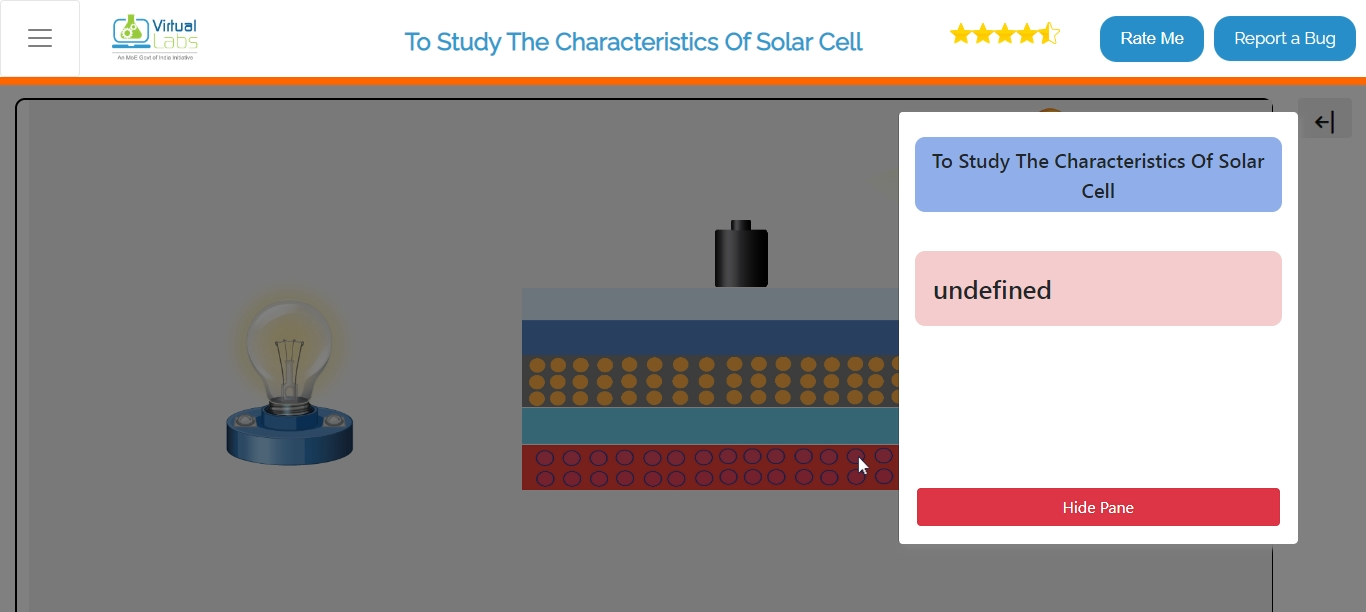 Virtual
Labs
An MoE Govt of India Initiative
To Study The Characteristics Of Solar Cell
Rate Me
Report a Bug
To Study The Characteristics Of Solar
Cell
undefined
Hide Pane